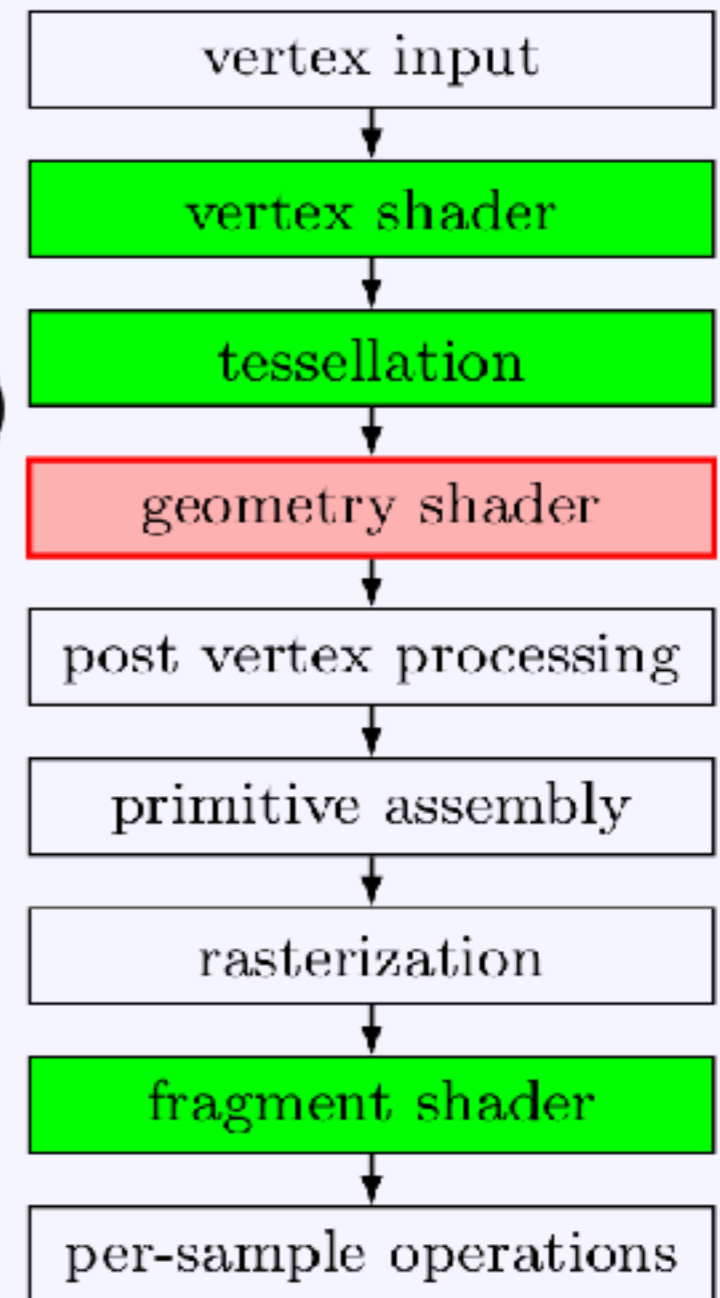 vertex input
vertex shader
tessellation
geometry shader
post vertex processing
primitive assembly
rasterization
fragment shader
per-sample operations